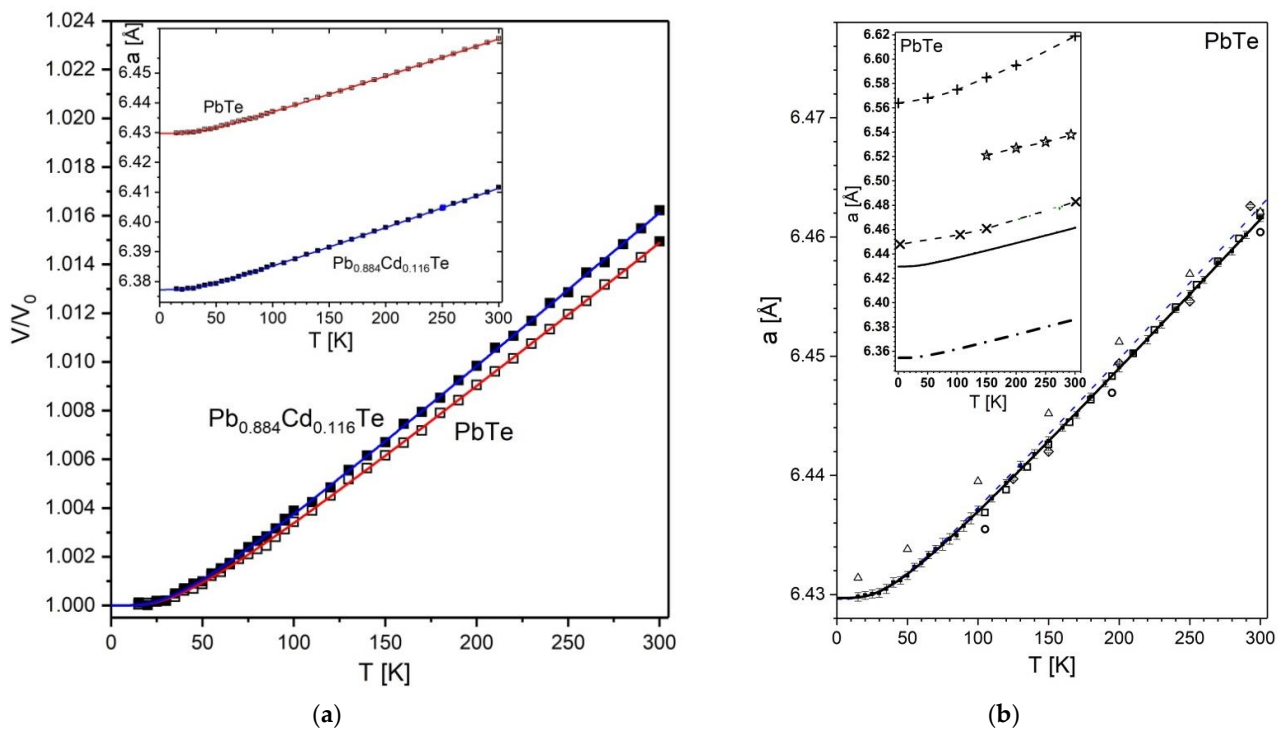 1.024
1.022
1.020
1.018
1.016
1.014
1.012
1.010
1.008
1.006
1.004
1.002
1.000
V/V0
0 50 100 150 200 250 300
T [K]
0 50 100 150 200 250 300
a [Å]
6.45
6.44
6.43
6.41
6.40
6.39
6.38
T [K]
PbTe
Pb0.884Cd0.116Te
Pb0.884Cd0.116Te
PbTe
(a)
PbTe
6.47
6.46
6.45
6.44
6.43
a [Å]
0 50 100 150 200 250 300
T [K]
PbTe
6.62
6.60
6.58
6.56
6.54
6.52
6.50
6.48
6.46
6.44
6.42
6.40
6.38
6.36
a [Å]
0 50 100 150 200 250 300
T [K]
(b)